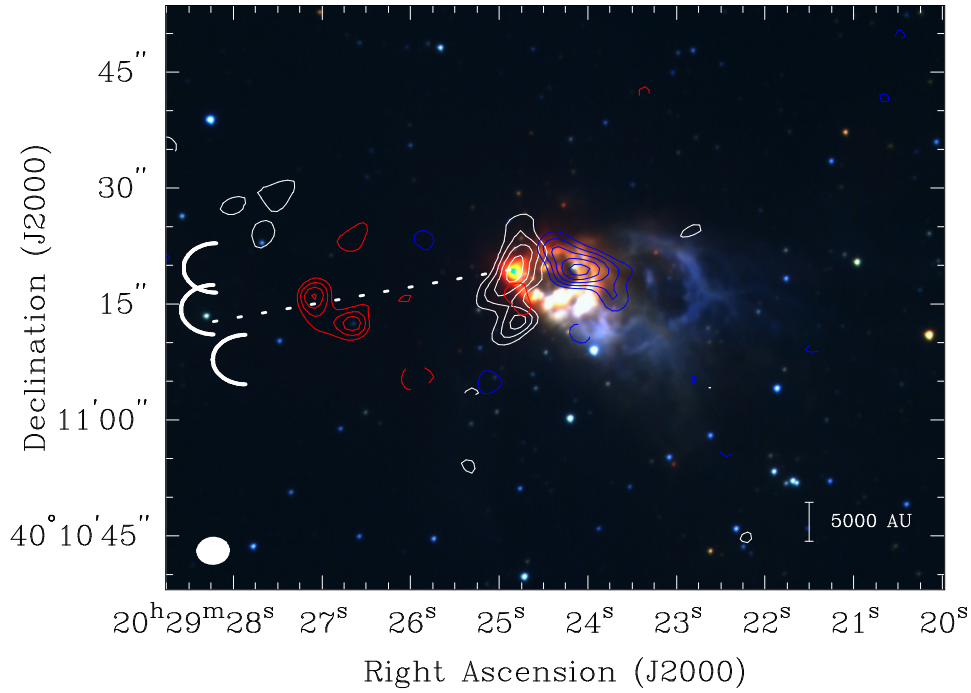 45''
30''
15''
11'00''
40°10'45''
Declination (J2000)
5000 AU
20h29m28s 27s 26s 25s 24s 23s 22s 21s 20s
Right Ascension (J2000)